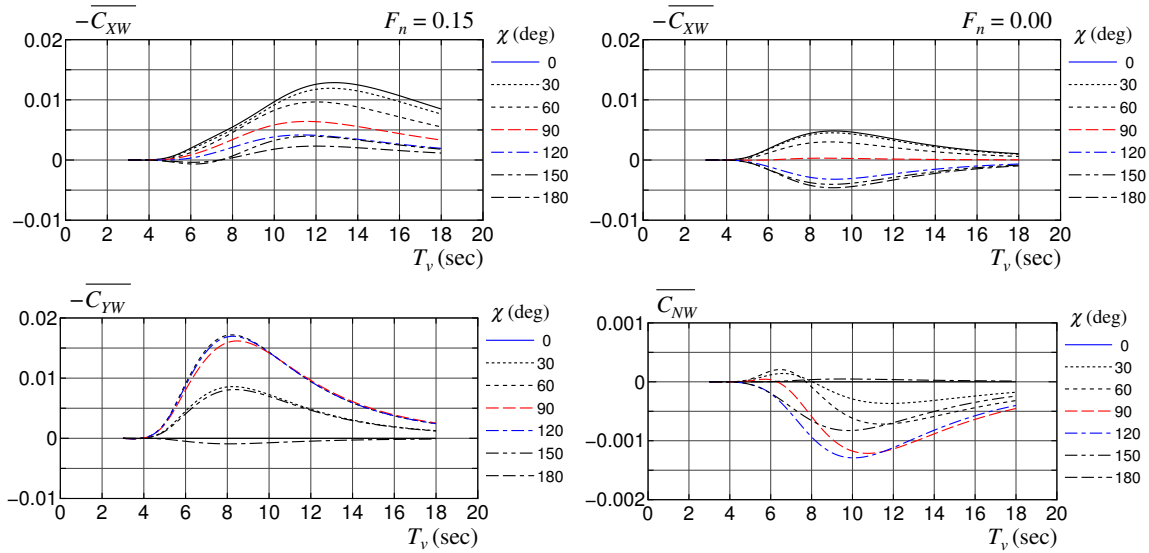 −C_XW F_n = 0.15
χ (deg)
0
30
60
90
120
150
180
0.02
0.01
0
−0.01
0 2 4 6 8 10 12 14 16 18 20
T_v (sec)
−C_XW F_n = 0.00
χ (deg)
0
30
60
90
120
150
180
0.02
0.01
0
−0.01
0 2 4 6 8 10 12 14 16 18 20
T_v (sec)
−C_YW
χ (deg)
0
30
60
90
120
150
180
0.02
0.01
0
−0.01
0 2 4 6 8 10 12 14 16 18 20
T_v (sec)
C_NW
χ (deg)
0
30
60
90
120
150
180
0.001
0
−0.001
−0.002
0 2 4 6 8 10 12 14 16 18 20
T_v (sec)